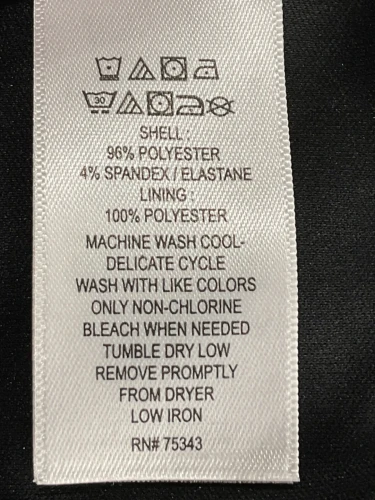 30
SHELL :
96% POLYESTER
4% SPANDEX / ELASTANE
LINING :
100% POLYESTER
MACHINE WASH COOL-
DELICATE CYCLE
WASH WITH LIKE COLORS
ONLY NON-CHLORINE
BLEACH WHEN NEEDED
TUMBLE DRY LOW
REMOVE PROMPTLY
FROM DRYER
LOW IRON
RN# 75343